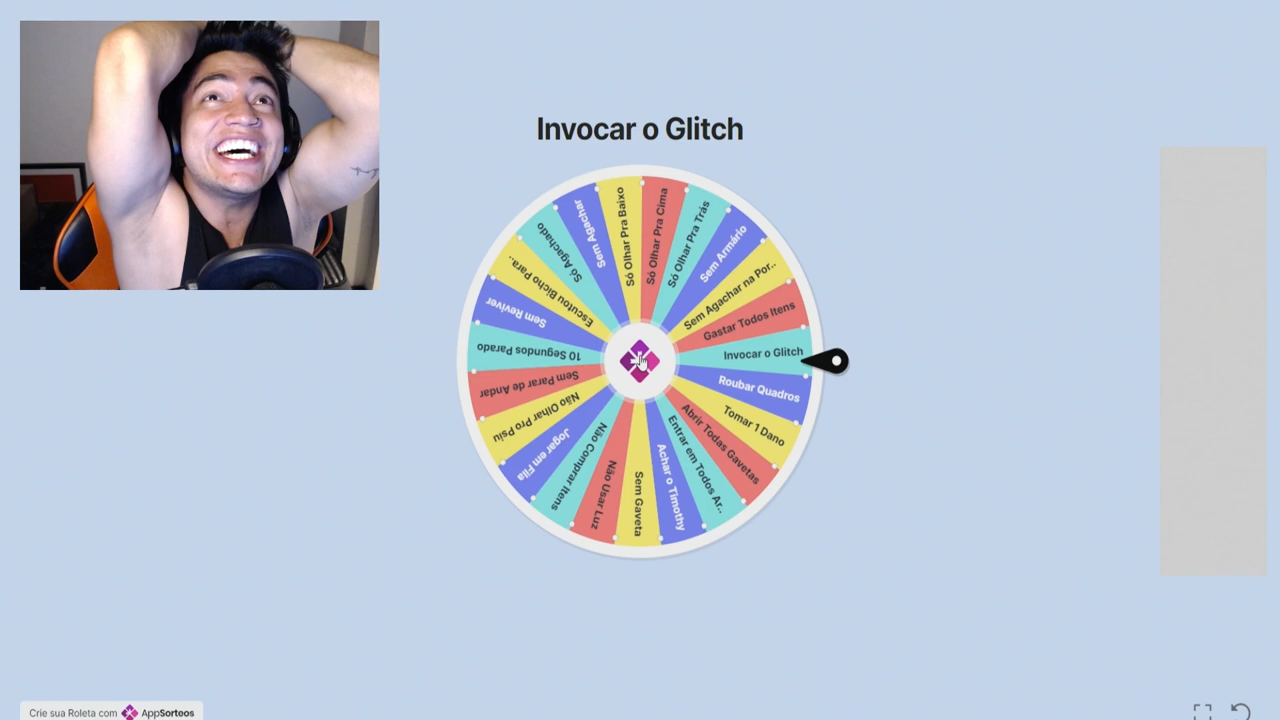 Invocar o Glitch
Só Olhar Pra Baixo
Só Olhar Pra Cima
Só Olhar Pra Trás
Sem Armário
Sem Agachar na Por..
Gastar Todos Itens
Invocar o Glitch
Roubar Quadros
Tomar 1 Dano
Abrir Todas Gavetas
Entrar em Todos Ar..
Achar o Timothy
Sem Gaveta
Não Usar Luz
Não Comprar Itens
Jogar em Fila
Não Olhar Pro Psiu
Sem Parar de Andar
10 Segundos Parado
Sem Reviver
Escutou Bicho Para..
Só Agachado
Sem Agachar
Crie sua Roleta com AppSorteos